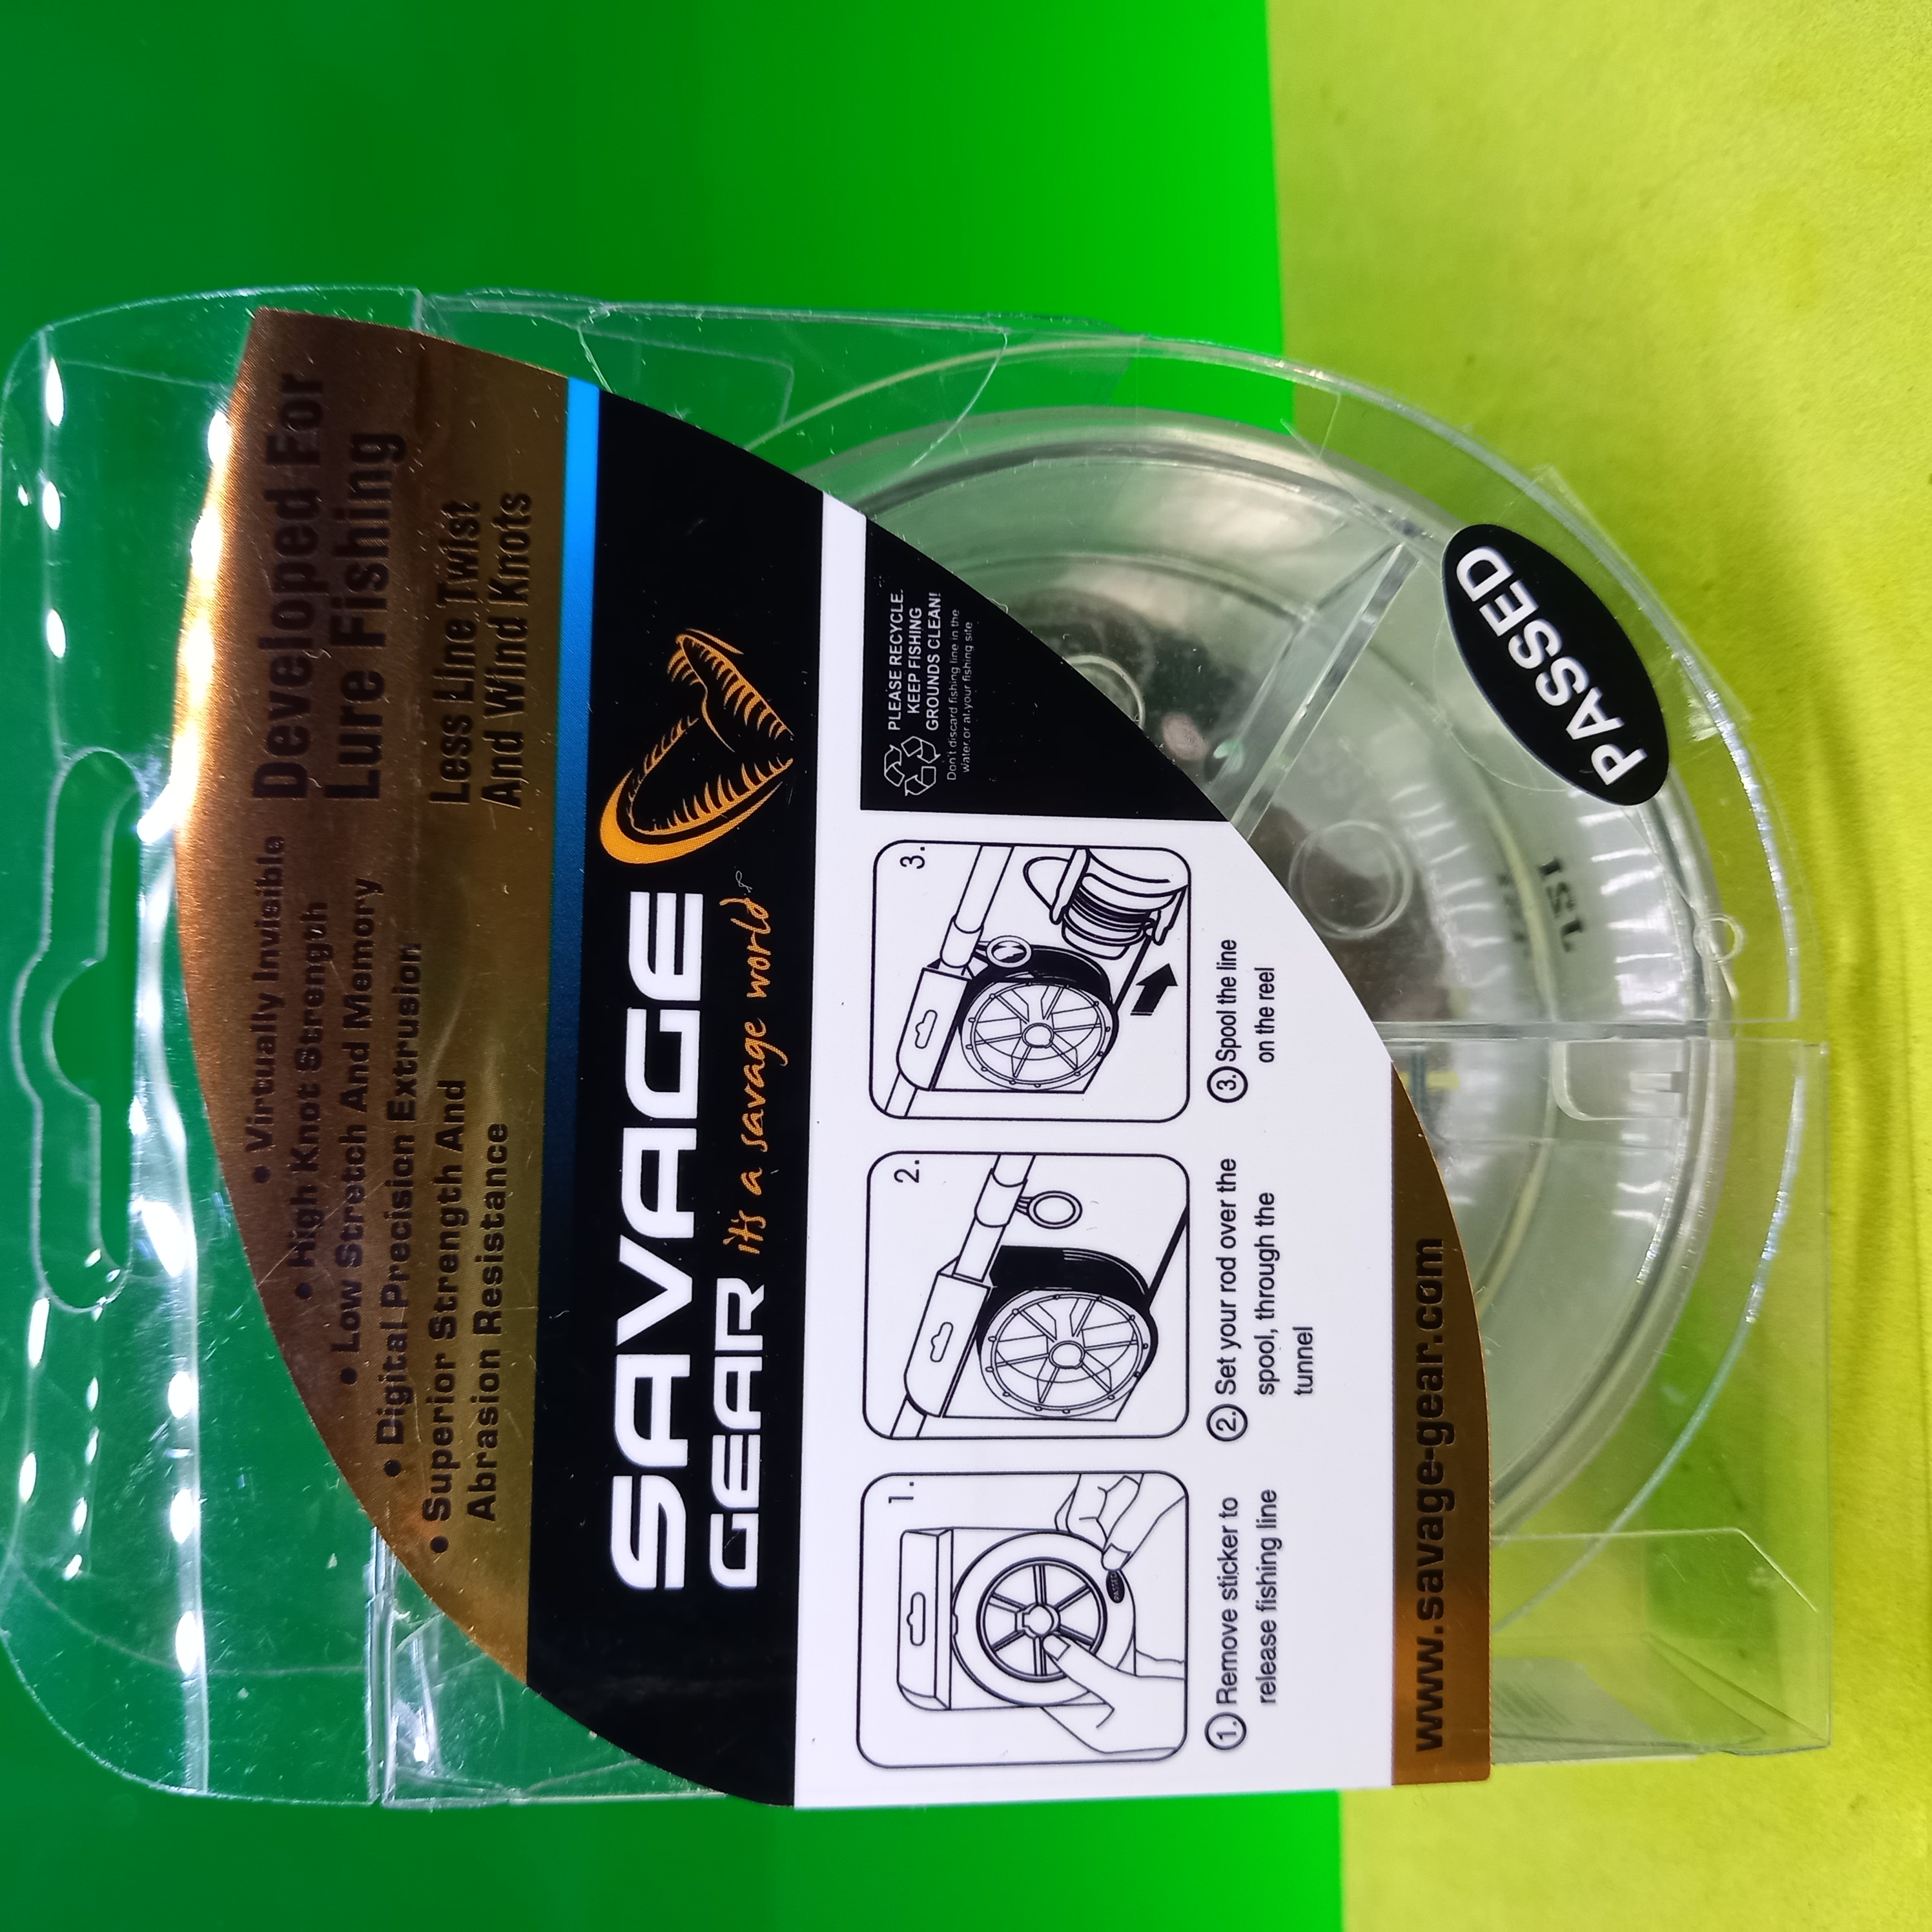 • Virtually Invisible
• High Knot Strength
• Low Stretch And Memory
• Digital Precision Extrusion
• Superior Strength And
Abrasion Resistance
Developed For
Lure Fishing
Less Line Twist
And Wind Knots
SAVAGE
GEAR it's a savage world
PLEASE RECYCLE.
KEEP FISHING
GROUNDS CLEAN!
Don't discard fishing line in the
water or at your fishing site
1.
2.
3.
1. Remove sticker to
release fishing line
2. Set your rod over the
spool, through the
tunnel
3. Spool the line
on the reel
www.savage-gear.com
PASSED